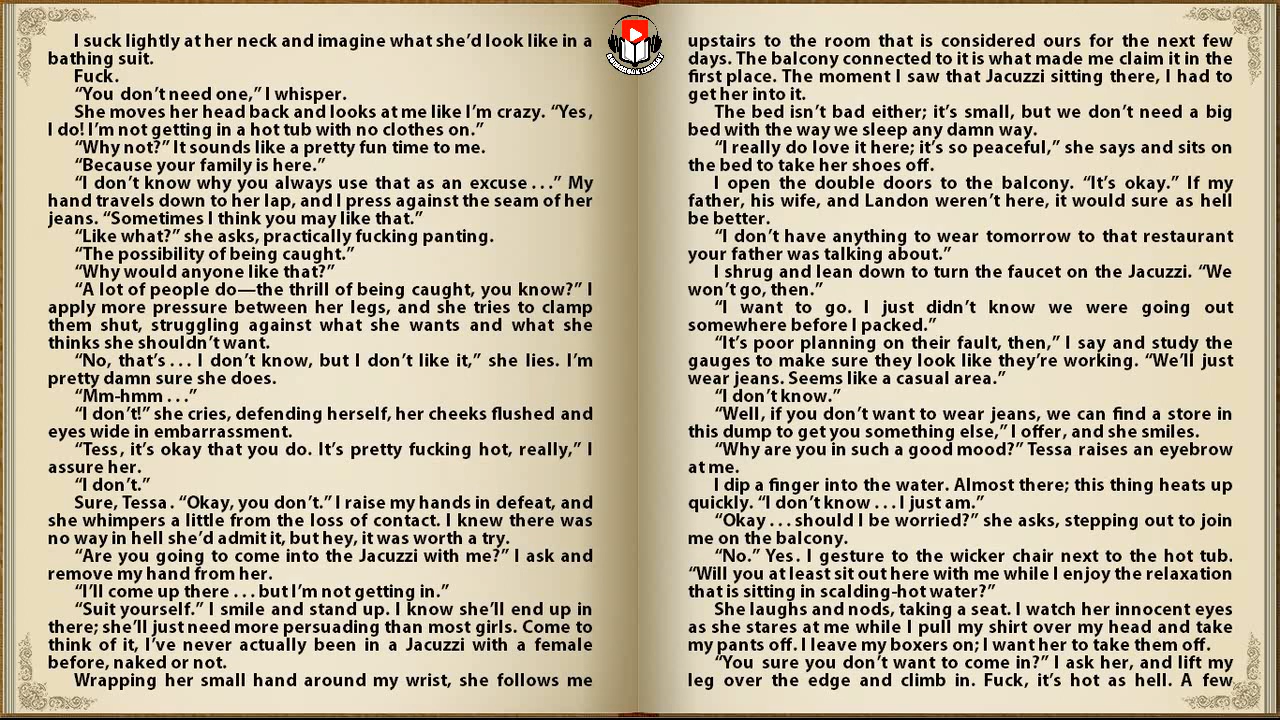 I suck lightly at her neck and imagine what she’d look like in a
bathing suit.
Fuck.
“You don’t need one,” I whisper.
She moves her head back and looks at me like I’m crazy. “Yes,
I do! I’m not getting in a hot tub with no clothes on.”
“Why not?” It sounds like a pretty fun time to me.
“Because your family is here.”
“I don’t know why you always use that as an excuse . . .” My
hand travels down to her lap, and I press against the seam of her
jeans. “Sometimes I think you may like that.”
“Like what?” she asks, practically fucking panting.
“The possibility of being caught.”
“Why would anyone like that?”
“A lot of people do—the thrill of being caught, you know?” I
apply more pressure between her legs, and she tries to clamp
them shut, struggling against what she wants and what she
thinks she shouldn’t want.
“No, that’s . . . I don’t know, but I don’t like it,” she lies. I’m
pretty damn sure she does.
“Mm-hmm . . .”
“I don’t!” she cries, defending herself, her cheeks flushed and
eyes wide in embarrassment.
“Tess, it’s okay that you do. It’s pretty fucking hot, really,” I
assure her.
“I don’t.”
Sure, Tessa. “Okay, you don’t.” I raise my hands in defeat, and
she whimpers a little from the loss of contact. I knew there was
no way in hell she’d admit it, but hey, it was worth a try.
“Are you going to come into the Jacuzzi with me?” I ask and
remove my hand from her.
“I’ll come up there . . . but I’m not getting in.”
“Suit yourself.” I smile and stand up. I know she’ll end up in
there; she’ll just need more persuading than most girls. Come to
think of it, I’ve never actually been in a Jacuzzi with a female
before, naked or not.
Wrapping her small hand around my wrist, she follows me
upstairs to the room that is considered ours for the next few
days. The balcony connected to it is what made me claim it in the
first place. The moment I saw that Jacuzzi sitting there, I had to
get her into it.
The bed isn’t bad either; it’s small, but we don’t need a big
bed with the way we sleep any damn way.
“I really do love it here; it’s so peaceful,” she says and sits on
the bed to take her shoes off.
I open the double doors to the balcony. “It’s okay.” If my
father, his wife, and Landon weren’t here, it would sure as hell
be better.
“I don’t have anything to wear tomorrow to that restaurant
your father was talking about.”
I shrug and lean down to turn the faucet on the Jacuzzi. “We
won’t go, then.”
“I want to go. I just didn’t know we were going out
somewhere before I packed.”
“It’s poor planning on their fault, then,” I say and study the
gauges to make sure they look like they’re working. “We’ll just
wear jeans. Seems like a casual area.”
“I don’t know.”
“Well, if you don’t want to wear jeans, we can find a store in
this dump to get you something else,” I offer, and she smiles.
“Why are you in such a good mood?” Tessa raises an eyebrow
at me.
I dip a finger into the water. Almost there; this thing heats up
quickly. “I don’t know . . . I just am.”
“Okay . . . should I be worried?” she asks, stepping out to join
me on the balcony.
“No.” Yes. I gesture to the wicker chair next to the hot tub.
“Will you at least sit out here with me while I enjoy the relaxation
that is sitting in scalding-hot water?”
She laughs and nods, taking a seat. I watch her innocent eyes
as she stares at me while I pull my shirt over my head and take
my pants off. I leave my boxers on; I want her to take them off.
“You sure you don’t want to come in?” I ask her, and lift my
leg over the edge and climb in. Fuck, it’s hot as hell. A few